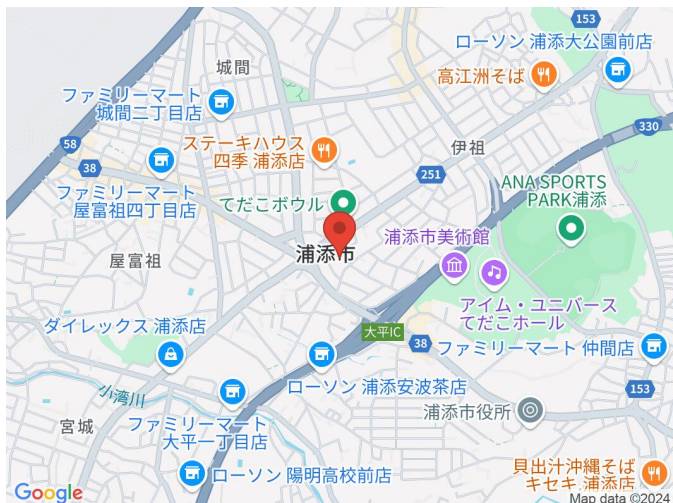 153
ローソン 浦添大公園前店
城間
高江洲そば
ファミリーマート
城間二丁目店
ステーキハウス
四季 浦添店
330
58
38
伊祖
251
ANA SPORTS
PARK浦添
ファミリーマート
屋富祖四丁目店
てだこボウル
浦添市
浦添市美術館
屋富祖
アイム・ユニバース
てだこホール
ダイレックス 浦添店
大平IC
38
ファミリーマート 仲間店
ローソン 浦添安波茶店
小湾川
153
宮城
ファミリーマート
大平一丁目店
浦添市役所
ローソン 陽明高校前店
貝出汁沖縄そば
キセキ 浦添店
Google
Map data ©2024